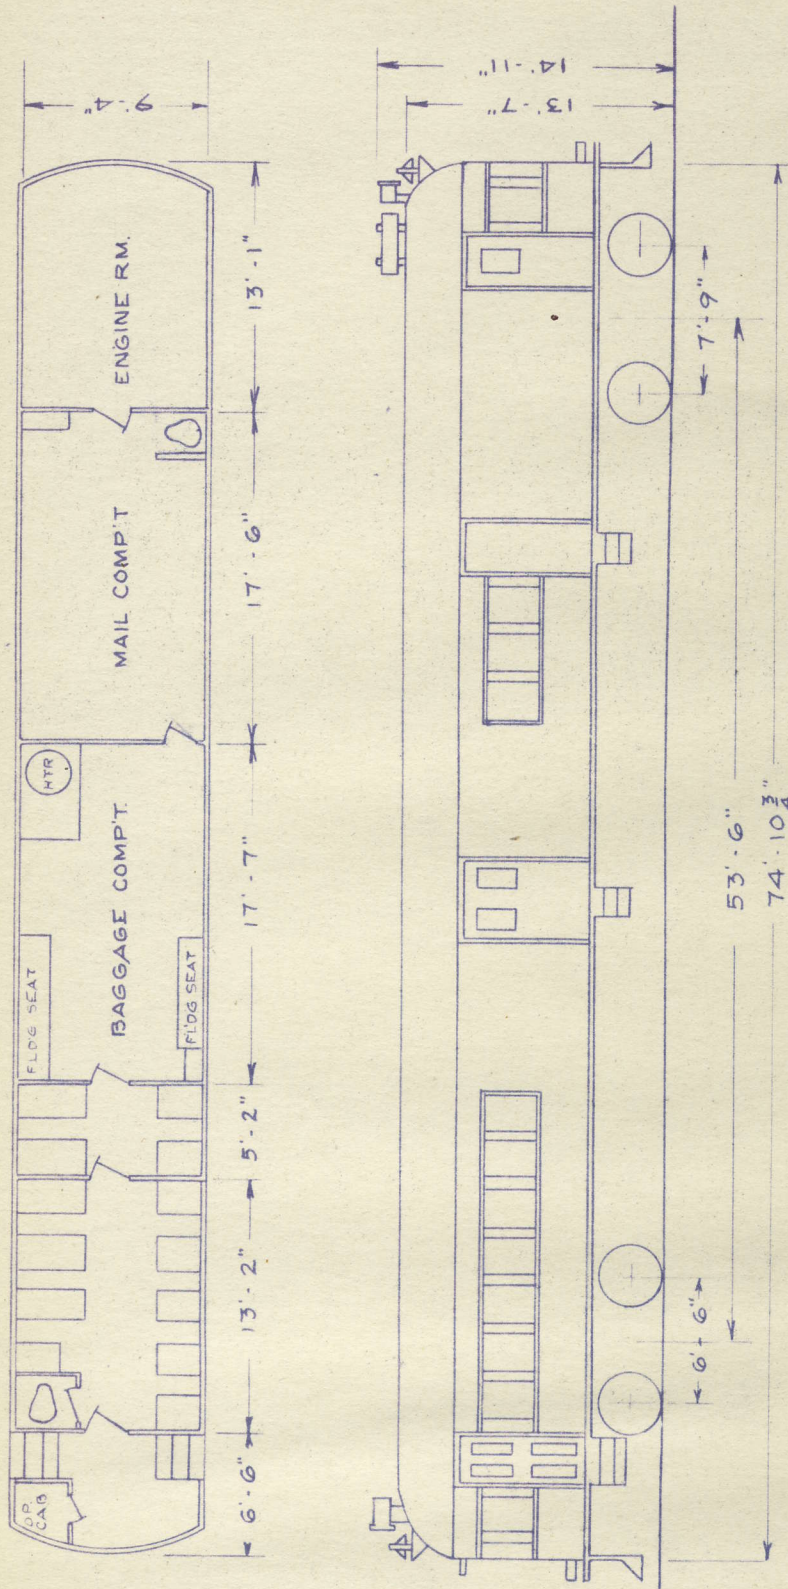 9'-4"
ENGINE RM.
13'-1"
MAIL COMP'T
17'-6"
HTR
BAGGAGE COMP'T.
17'-7"
FLDG SEAT
FLDG SEAT
5'-2"
13'-2"
6'-6"
OP.
CAB
14'-11"
13'-7"
7'-9"
53'-6"
74'-10 3/4"
6'-6"